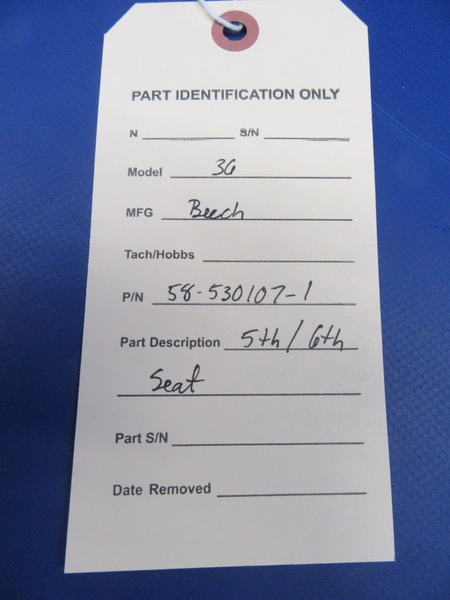 PART IDENTIFICATION ONLY
N S/N
Model 36
MFG Beech
Tach/Hobbs
P/N 58-530107-1
Part Description 5th/6th
Seat
Part S/N
Date Removed